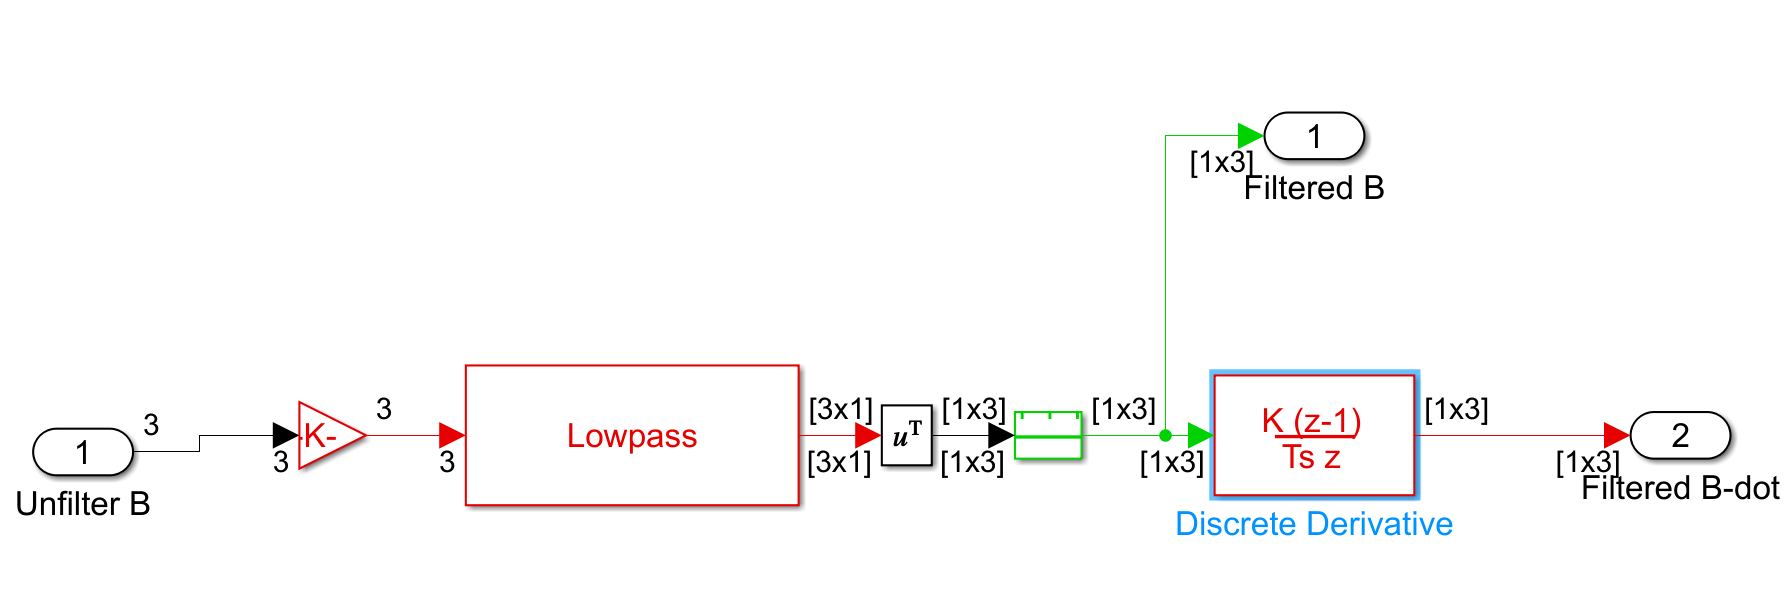 1
[1x3]
Filtered B
3
3
[3x1]
[1x3]
[1x3]
[1x3]
1
-K-
Lowpass
uT
K (z-1)
Ts z
2
3
3
[3x1]
[1x3]
[1x3]
[1x3]
Unfilter B
Filtered B-dot
Discrete Derivative